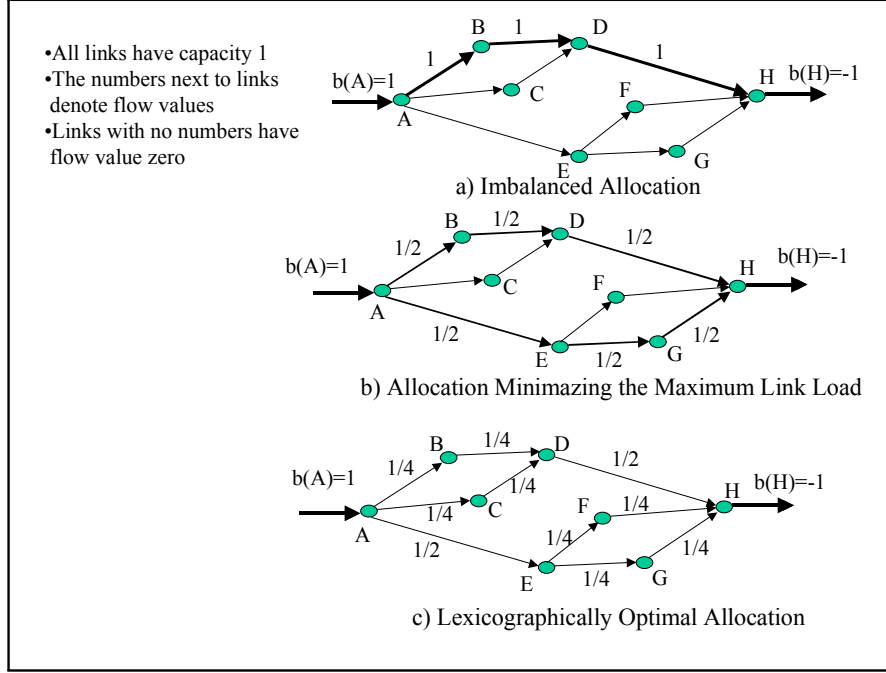 •All links have capacity 1
•The numbers next to links
denote flow values
•Links with no numbers have
flow value zero
B
1
D
1
1
b(A)=1
A
C
F
H
b(H)=-1
E
G
a) Imbalanced Allocation
B
1/2
D
1/2
1/2
b(A)=1
A
C
F
H
b(H)=-1
1/2
E
1/2
G
1/2
b) Allocation Minimazing the Maximum Link Load
B
1/4
D
1/4
1/4
1/2
b(A)=1
A
1/4
C
F
1/4
H
b(H)=-1
1/2
1/4
1/4
E
1/4
G
c) Lexicographically Optimal Allocation